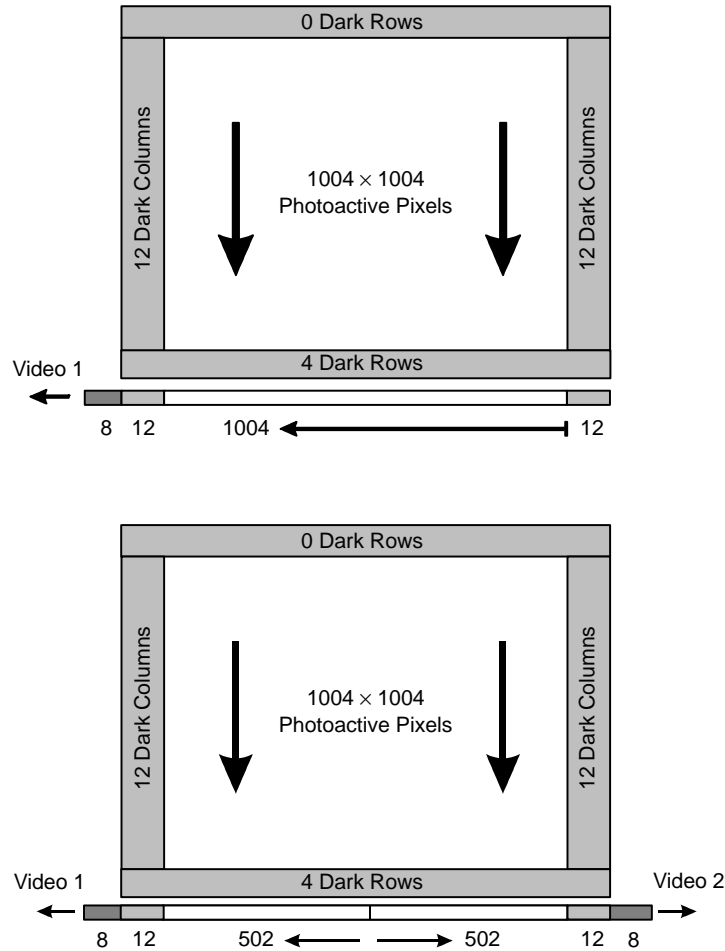 0 Dark Rows
12 Dark Columns
1004 × 1004
Photoactive Pixels
12 Dark Columns
4 Dark Rows
Video 1
8 12 1004 12
0 Dark Rows
12 Dark Columns
1004 × 1004
Photoactive Pixels
12 Dark Columns
4 Dark Rows
Video 1 Video 2
8 12 502 502 12 8